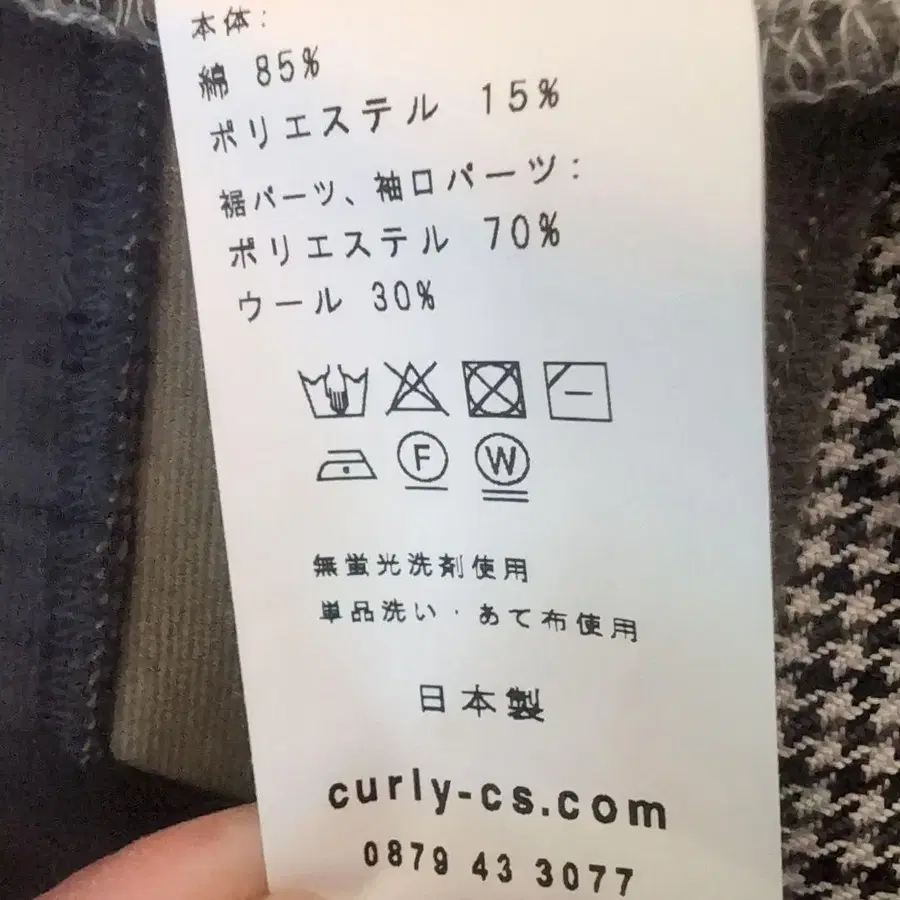 本体:
綿 85%
ポリエステル 15%
裾パーツ、袖口パーツ:
ポリエステル 70%
ウール 30%
F W
無蛍光洗剤使用
単品洗い・あて布使用
日本製
curly-cs.com
0879 43 3077